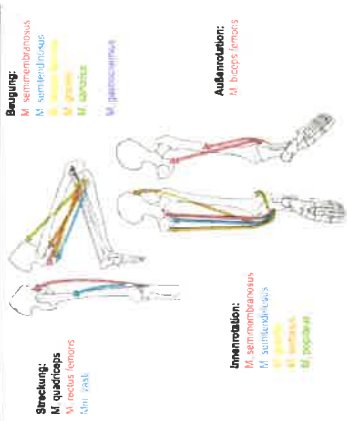 Streckung:
M. quadriceps
M. rectus femoris
Mm. vasti
Beugung:
M. semimembranosus
M. semitendinosus
M. gracilis
M. sartorius
M. gastrocnemius
Innenrotation:
M. semimembranosus
M. semitendinosus
M. sartorius
M. popliteus
Außenrotation:
M. biceps femoris